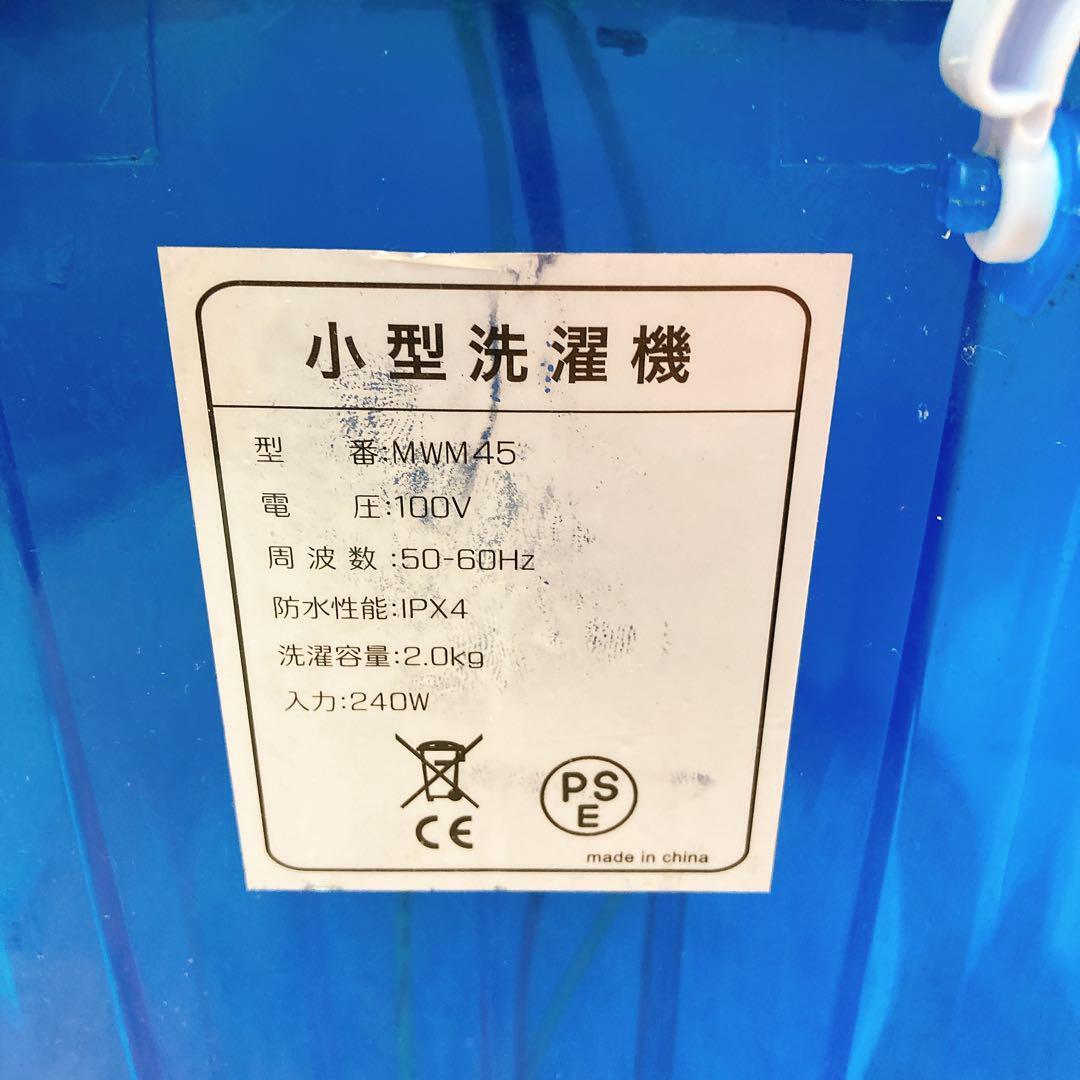 小型洗濯機
型 番:MWM45
電 圧:100V
周波数:50-60Hz
防水性能:IPX4
洗濯容量:2.0kg
入力:240W
CE
PS
E
made in china